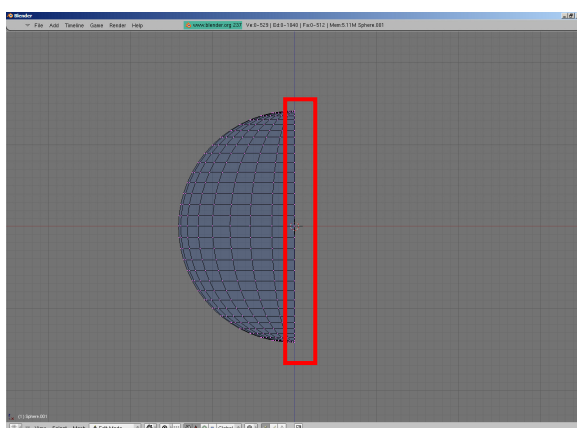 Blender
File Add Timeline Game Render Help www.blender.org 237 Ve:0-529 | Ed:0-1040 | Fa:0-512 | Mem:5.11M Sphere.001
(1) Sphere.001
View Select Mesh Edit Mode Global